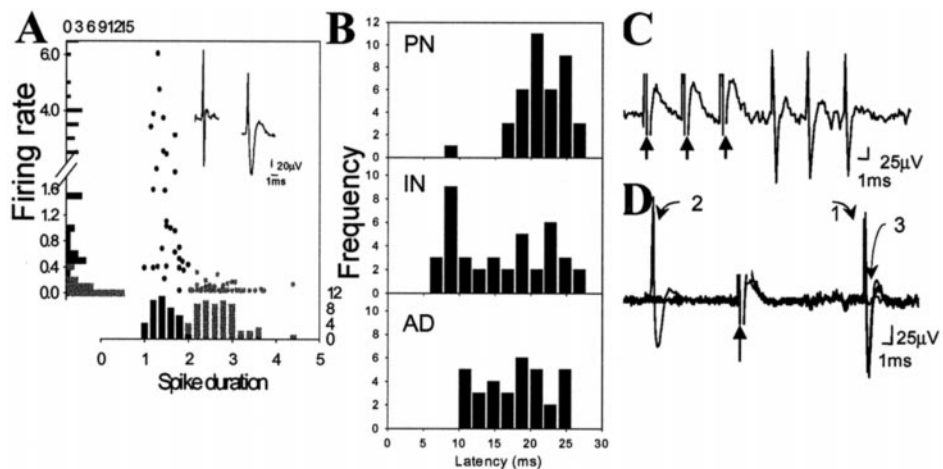 A
0 3 6 9 12 15
Firing rate
6.0
4.0
1.6
1.2
0.8
0.4
0.0
20µV
1ms
12
8
4
0
0 1 2 3 4 5
Spike duration
B
Frequency
PN
12
10
8
6
4
2
0
IN
12
10
8
6
4
2
0
AD
12
10
8
6
4
2
0
0 5 10 15 20 25 30
Latency (ms)
C
25µV
1ms
D
2
1
3
25µV
1ms